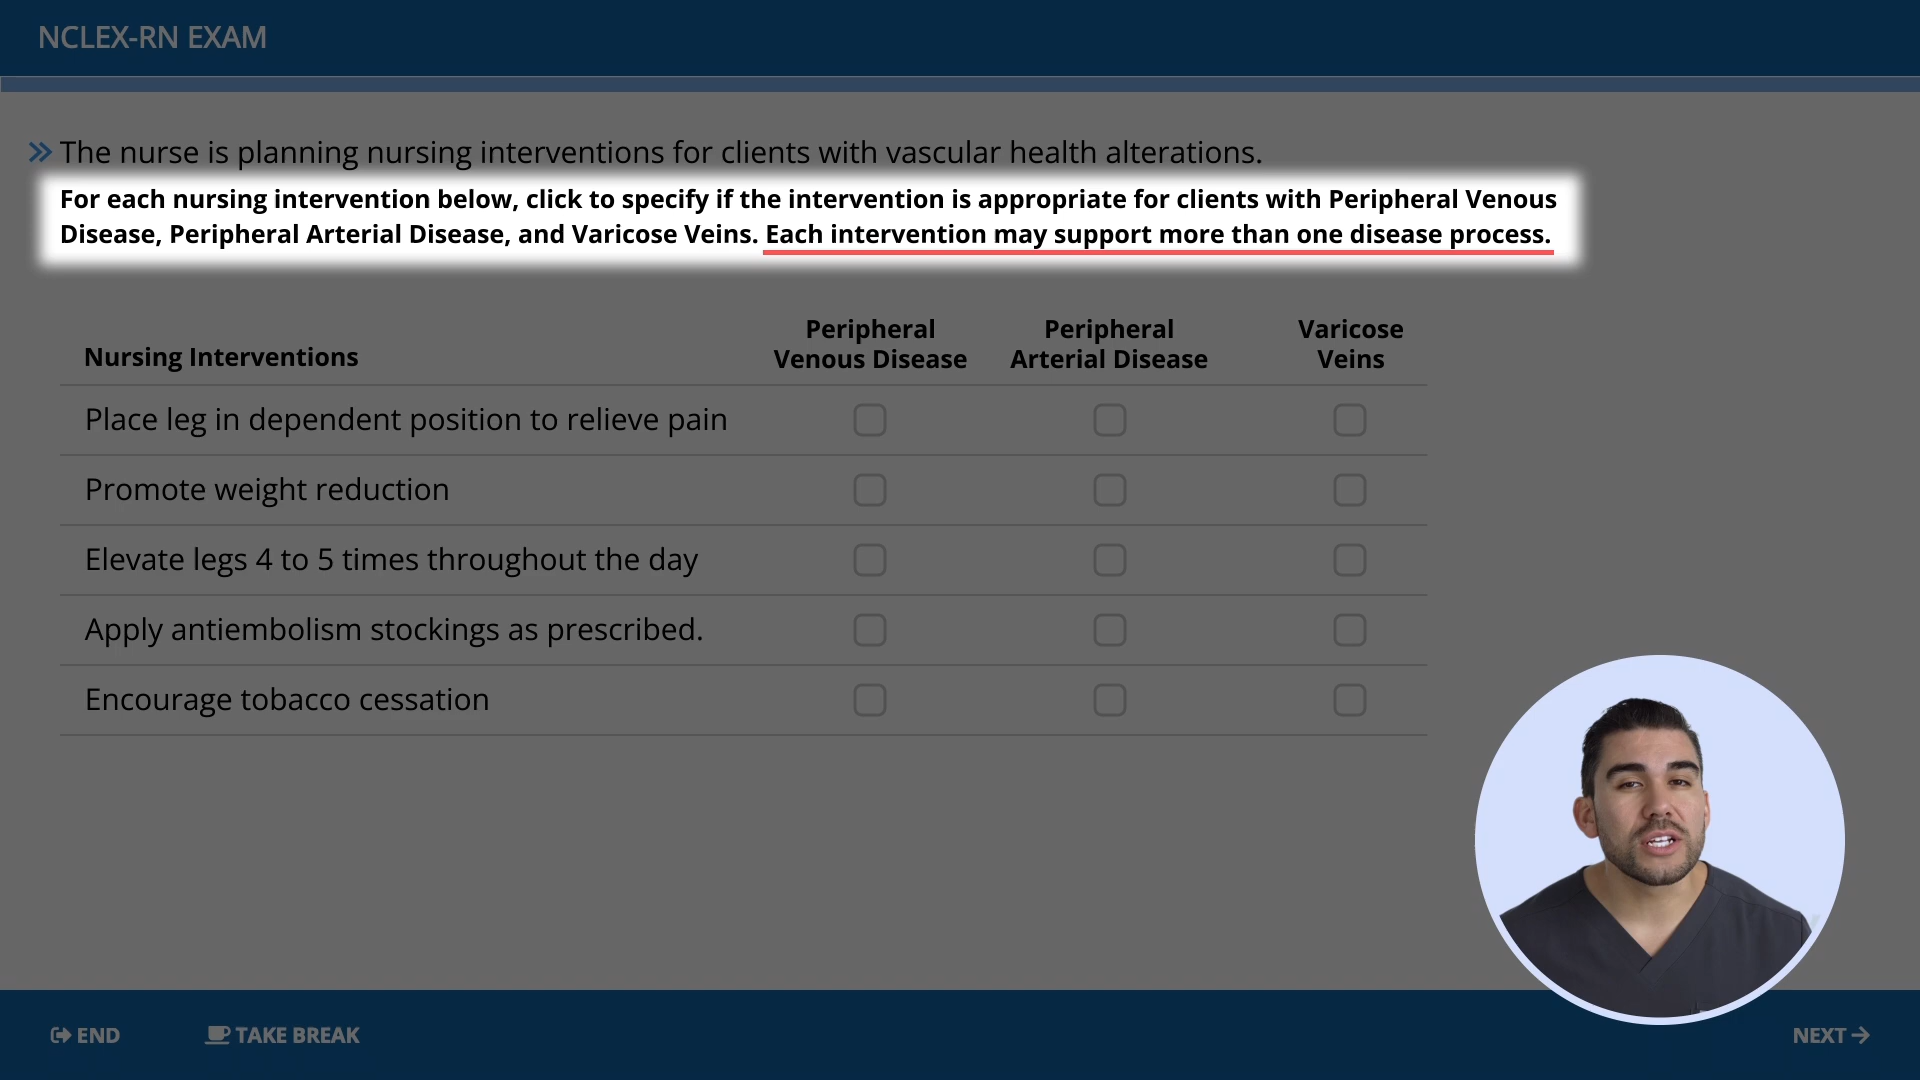 NCLEX-RN EXAM
The nurse is planning nursing interventions for clients with vascular health alterations.
For each nursing intervention below, click to specify if the intervention is appropriate for clients with Peripheral Venous
Disease, Peripheral Arterial Disease, and Varicose Veins. Each intervention may support more than one disease process.
Nursing Interventions
Peripheral
Venous Disease
Peripheral
Arterial Disease
Varicose
Veins
Place leg in dependent position to relieve pain
Promote weight reduction
Elevate legs 4 to 5 times throughout the day
Apply antiembolism stockings as prescribed.
Encourage tobacco cessation
END
TAKE BREAK
NEXT